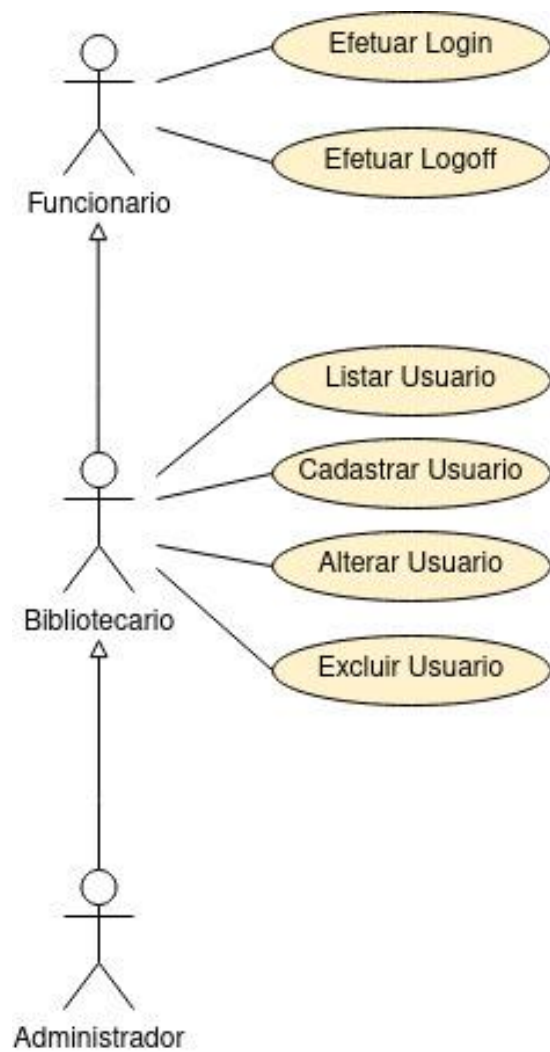 Efetuar Login
Efetuar Logoff
Funcionario
Listar Usuario
Cadastrar Usuario
Alterar Usuario
Bibliotecario
Excluir Usuario
Administrador